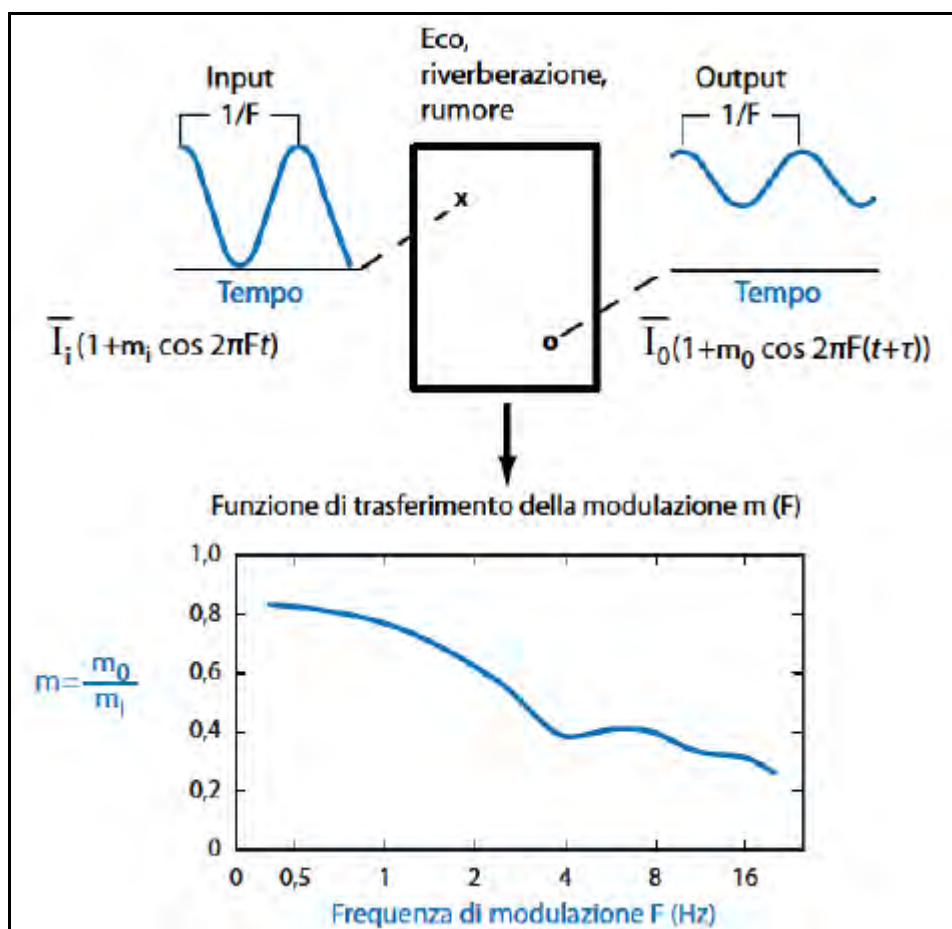 Eco,
riverberazione,
rumore
Input
1/F
Output
1/F
x
o
Tempo
Tempo
I̅ᵢ (1+mᵢ cos 2πFt)
I̅₀(1+m₀ cos 2πF(t+τ))
Funzione di trasferimento della modulazione m (F)
1,0
0,8
0,6
0,4
0,2
0
m= m₀/mᵢ
0 0,5 1 2 4 8 16
Frequenza di modulazione F (Hz)